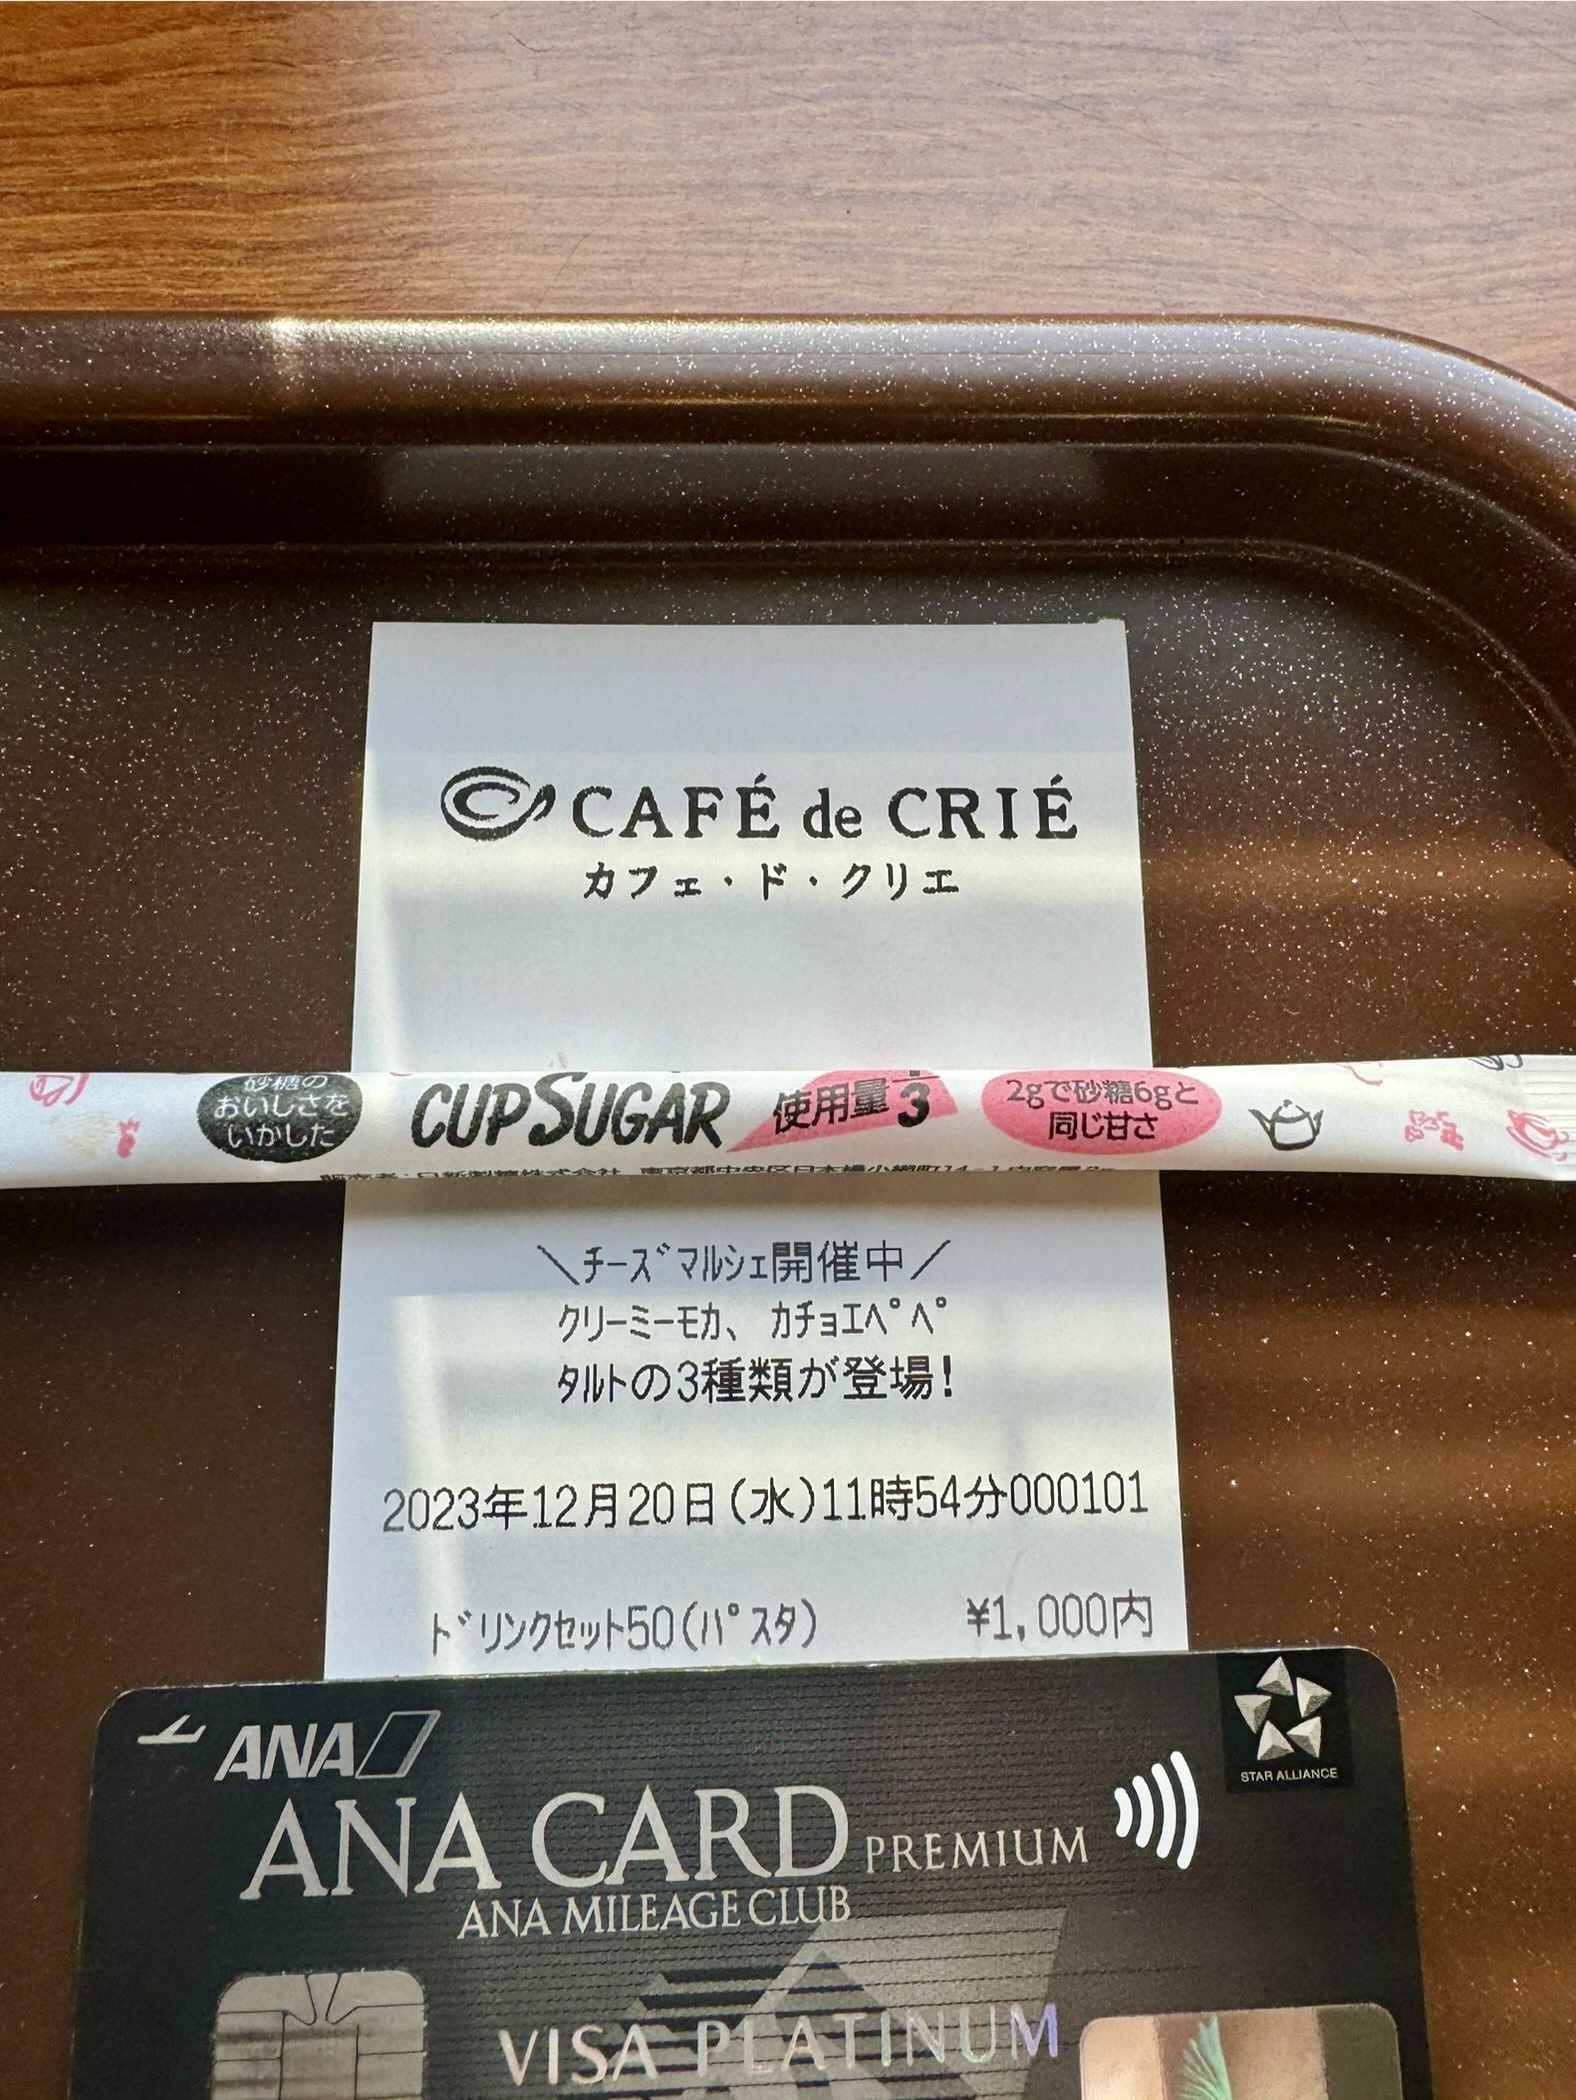 CAFÉ de CRIÉ
カフェ・ド・クリエ
砂糖の
おいしさを
いかした
CUP SUGAR
使用量1/3
2gで砂糖6gと
同じ甘さ
＼ﾁｰｽﾞﾏﾙｼｪ開催中／
ｸﾘｰﾐｰﾓｶ、ｶﾁｮｴﾍﾟﾍﾟ
ﾀﾙﾄの3種類が登場!
2023年12月20日(水)11時54分000101
ﾄﾞﾘﾝｸｾｯﾄ50(ﾊﾟｽﾀ) ¥1,000内
ANA
STAR ALLIANCE
ANA CARD PREMIUM
ANA MILEAGE CLUB
VISA PLATINUM